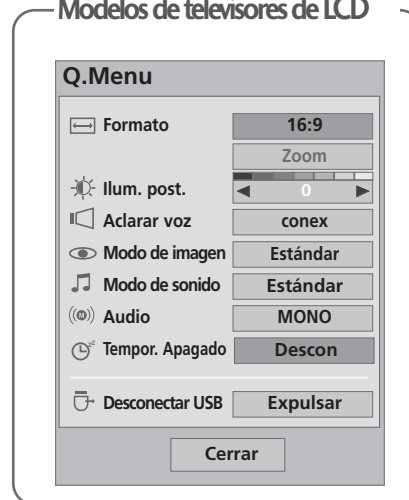 Modelos de televisores de LCD
Q.Menu
Formato 16:9
Zoom
Ilum. post. 0
Aclarar voz conex
Modo de imagen Estándar
Modo de sonido Estándar
Audio MONO
Tempor. Apagado Descon
Desconectar USB Expulsar
Cerrar